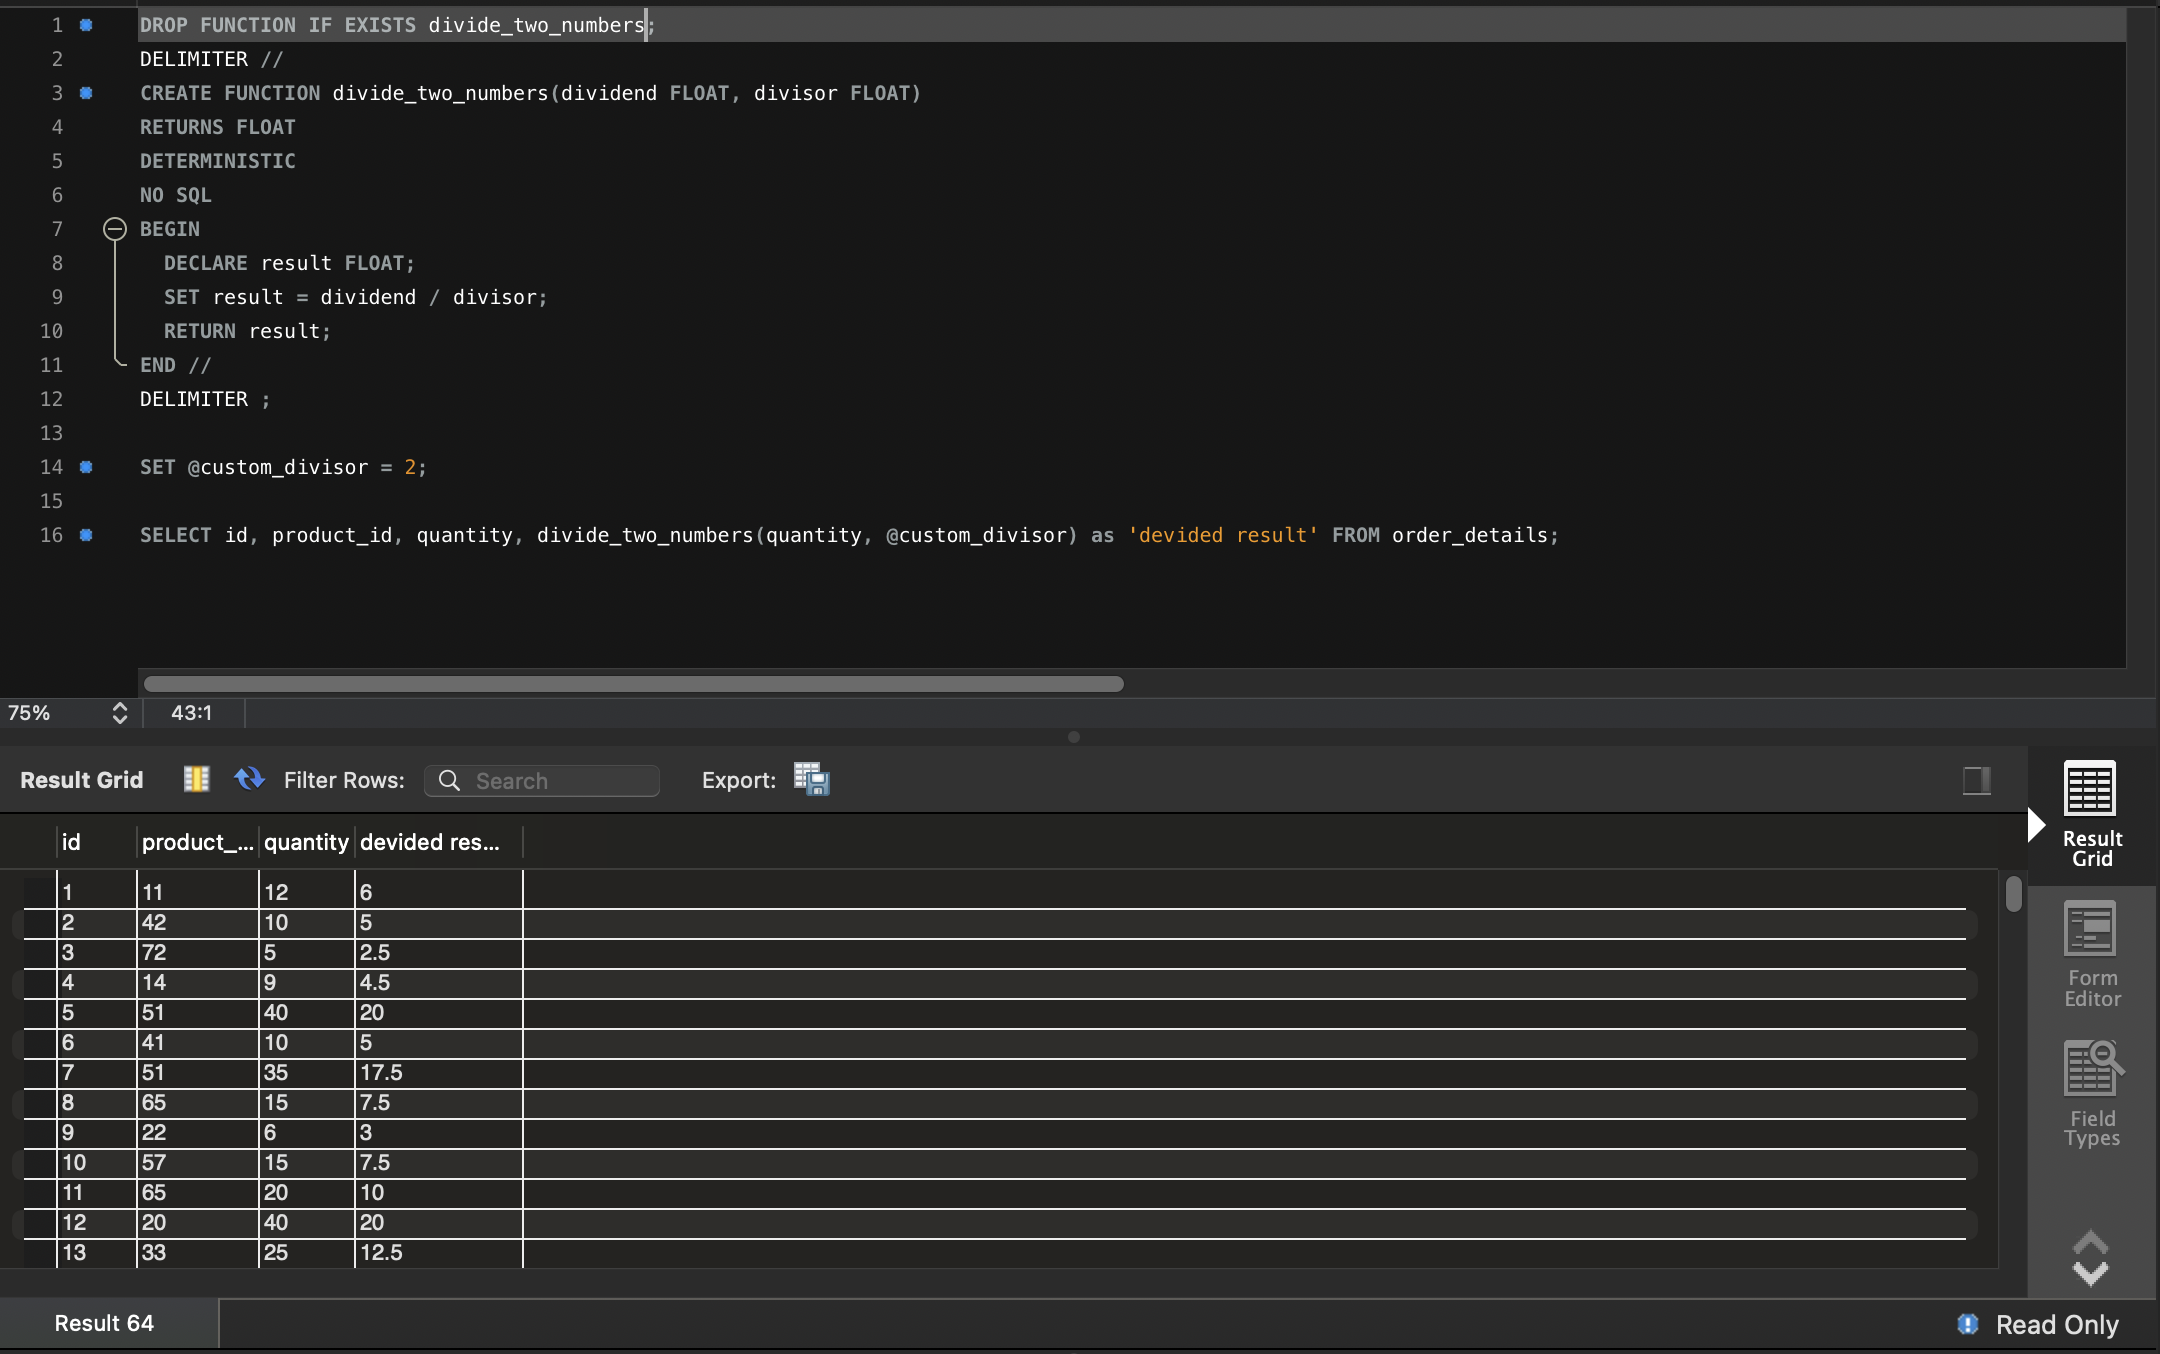 1 DROP FUNCTION IF EXISTS divide_two_numbers;
2 DELIMITER //
3 CREATE FUNCTION divide_two_numbers(dividend FLOAT, divisor FLOAT)
4 RETURNS FLOAT
5 DETERMINISTIC
6 NO SQL
7 BEGIN
8 DECLARE result FLOAT;
9 SET result = dividend / divisor;
10 RETURN result;
11 END //
12 DELIMITER ;
13
14 SET @custom_divisor = 2;
15
16 SELECT id, product_id, quantity, divide_two_numbers(quantity, @custom_divisor) as 'devided result' FROM order_details;
75% 43:1
Result Grid Filter Rows: Search Export:
id product_... quantity devided res...
1 11 12 6
2 42 10 5
3 72 5 2.5
4 14 9 4.5
5 51 40 20
6 41 10 5
7 51 35 17.5
8 65 15 7.5
9 22 6 3
10 57 15 7.5
11 65 20 10
12 20 40 20
13 33 25 12.5
Result
Grid
Form
Editor
Field
Types
Result 64 Read Only